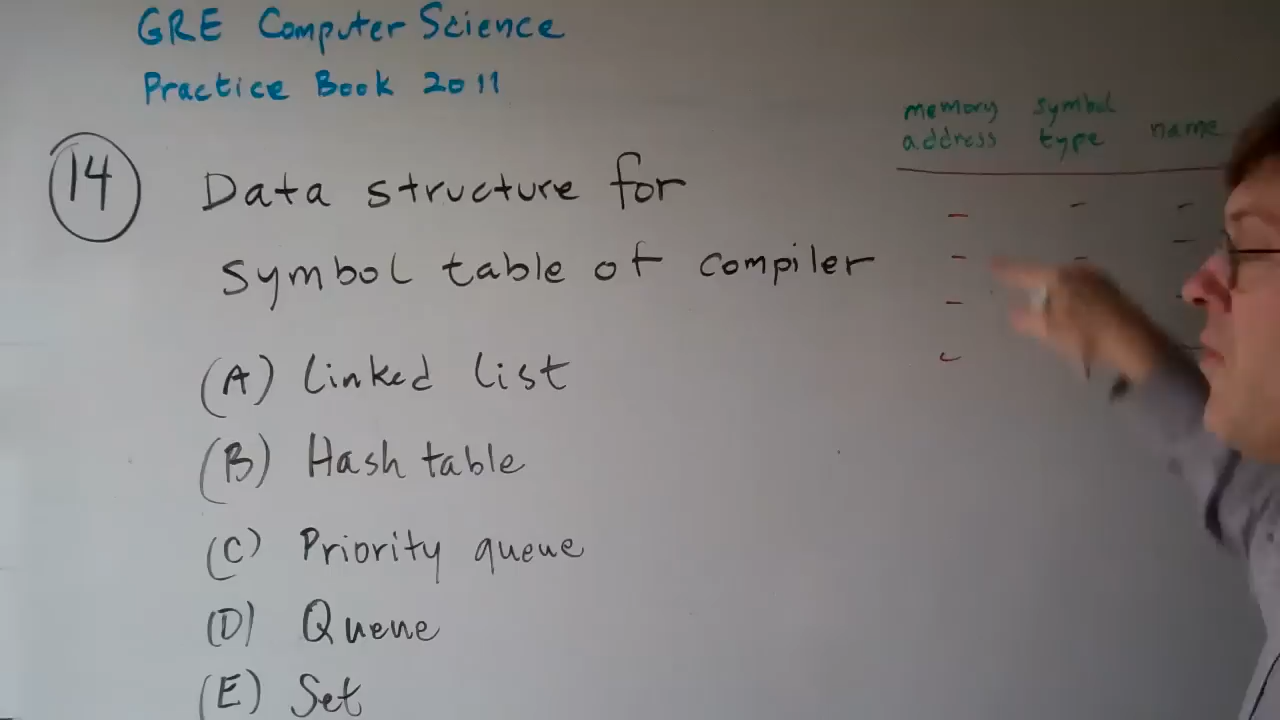 GRE Computer Science
Practice Book 2011
14 Data structure for
symbol table of compiler
(A) Linked list
(B) Hash table
(C) Priority queue
(D) Queue
(E) Set
memory address symbol type name